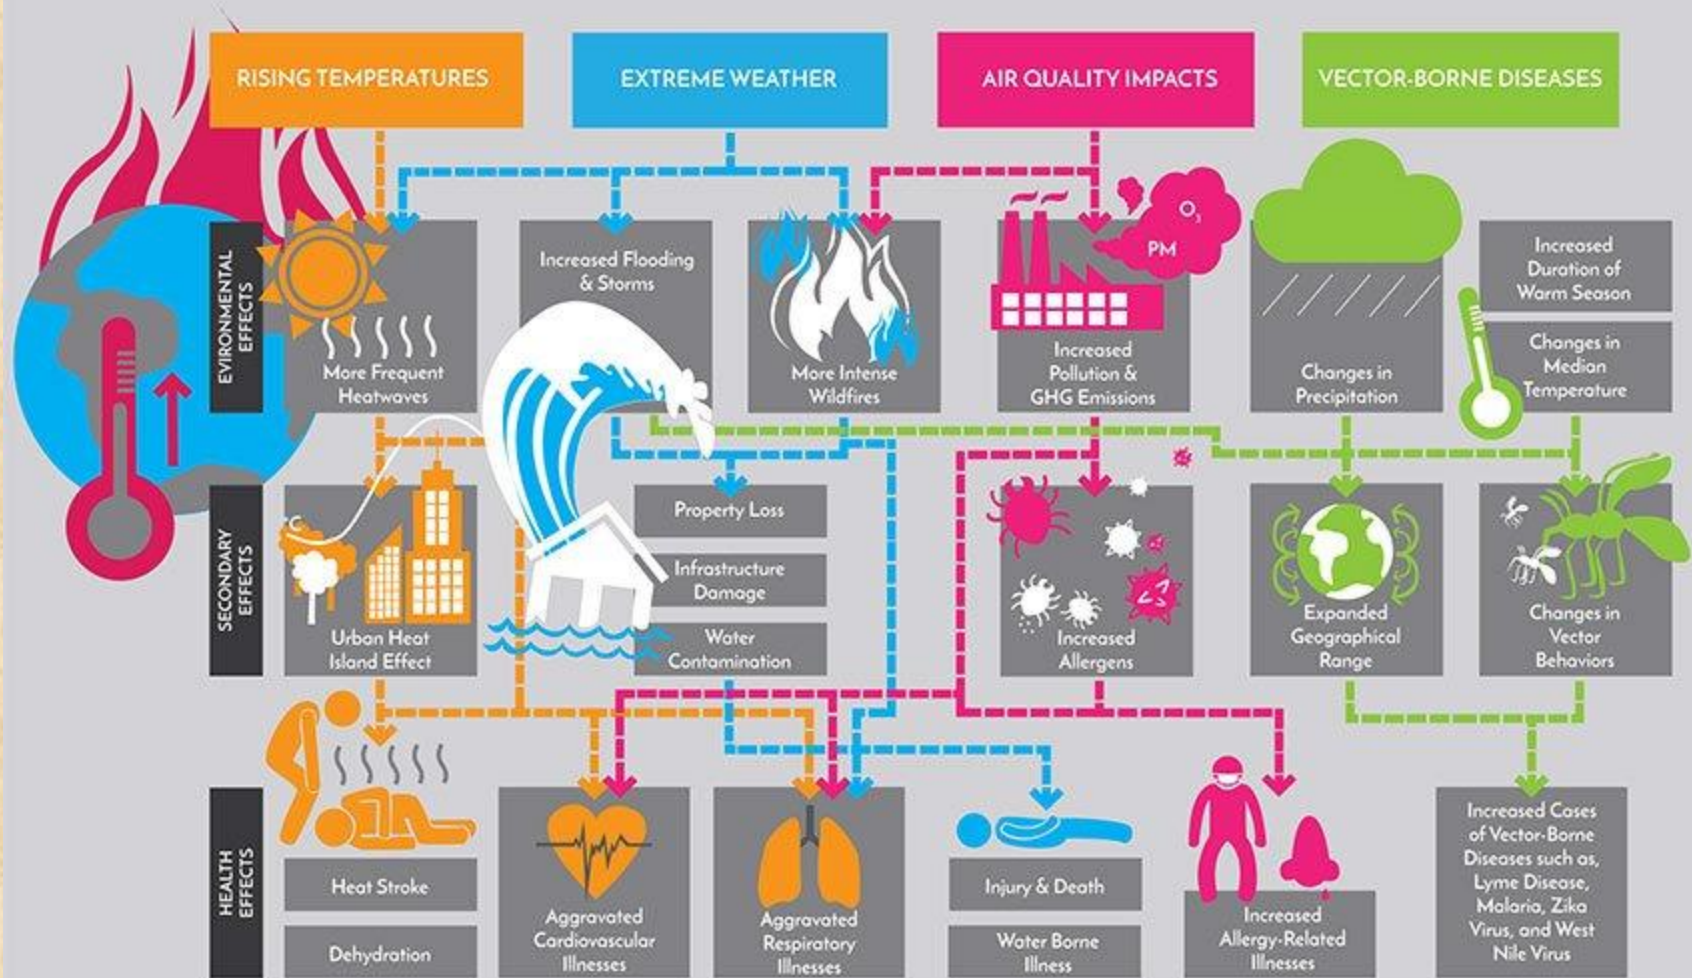 RISING TEMPERATURES
EXTREME WEATHER
AIR QUALITY IMPACTS
VECTOR-BORNE DISEASES
EVIRONMENTAL
EFFECTS
More Frequent
Heatwaves
Increased Flooding
& Storms
More Intense
Wildfires
O3
PM
Increased
Pollution &
GHG Emissions
Changes in
Precipitation
Increased
Duration of
Warm Season
Changes in
Median
Temperature
SECONDARY
EFFECTS
°C
Urban Heat
Island Effect
Property Loss
Infrastructure
Damage
Water
Contamination
Increased
Allergens
Expanded
Geographical
Range
Changes in
Vector
Behaviors
HEALTH
EFFECTS
Heat Stroke
Dehydration
Aggravated
Cardiovascular
Illnesses
Aggravated
Respiratory
Illnesses
Injury & Death
Water Borne
Illness
Increased
Allergy-Related
Illnesses
Increased Cases
of Vector-Borne
Diseases such as,
Lyme Disease,
Malaria, Zika
Virus, and West
Nile Virus